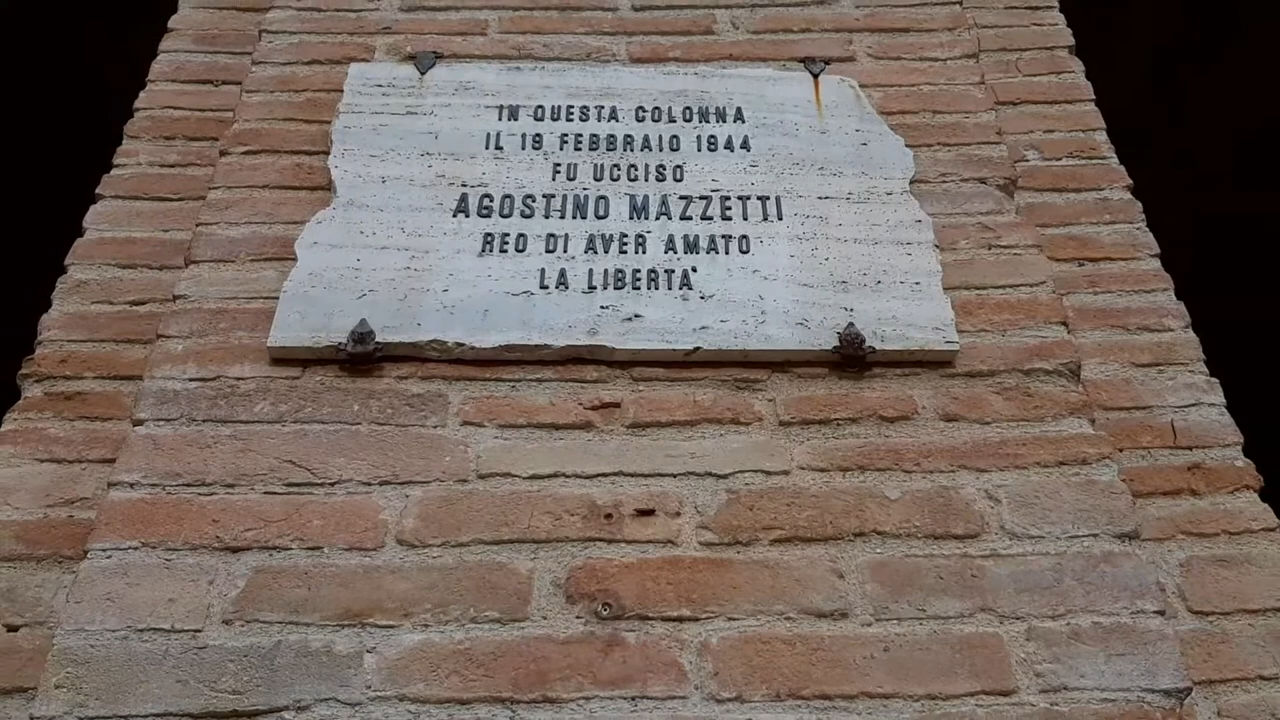 IN QUESTA COLONNA
IL 19 FEBBRAIO 1944
FU UCCISO
AGOSTINO MAZZETTI
REO DI AVER AMATO
LA LIBERTA'